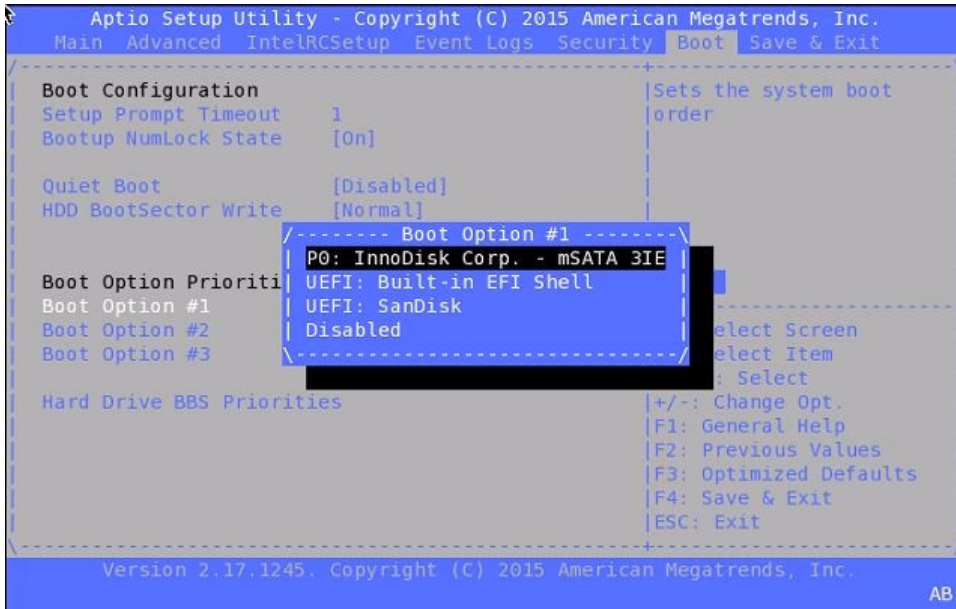 Aptio Setup Utility - Copyright (C) 2015 American Megatrends, Inc.
Main Advanced IntelRCSetup Event Logs Security Boot Save & Exit
Boot Configuration
Setup Prompt Timeout 1
Bootup NumLock State [On]
Quiet Boot [Disabled]
HDD BootSector Write [Normal]
Boot Option Prioriti
Boot Option #1
Boot Option #2
Boot Option #3
Hard Drive BBS Priorities
Boot Option #1
P0: InnoDisk Corp. - mSATA 3IE
UEFI: Built-in EFI Shell
UEFI: SanDisk
Disabled
Sets the system boot
order
elect Screen
elect Item
: Select
+/-: Change Opt.
F1: General Help
F2: Previous Values
F3: Optimized Defaults
F4: Save & Exit
ESC: Exit
Version 2.17.1245. Copyright (C) 2015 American Megatrends, Inc.
AB